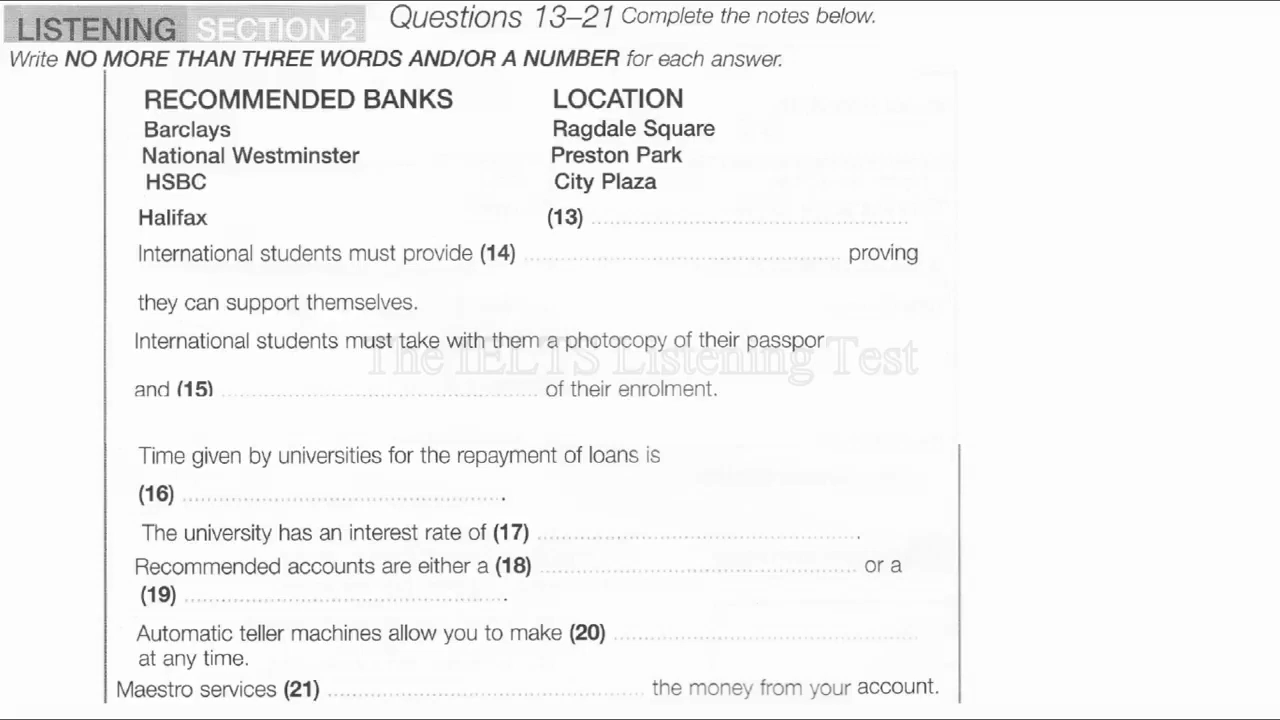 LISTENING SECTION 2 Questions 13–21 Complete the notes below.
Write NO MORE THAN THREE WORDS AND/OR A NUMBER for each answer.
RECOMMENDED BANKS LOCATION
Barclays Ragdale Square
National Westminster Preston Park
HSBC City Plaza
Halifax (13) ........................................
International students must provide (14) ........................................ proving
they can support themselves.
International students must take with them a photocopy of their passpor
The IELTS Listening Test
and (15) ........................................ of their enrolment.
Time given by universities for the repayment of loans is
(16) ........................................ .
The university has an interest rate of (17) ........................................ .
Recommended accounts are either a (18) ........................................ or a
(19) ........................................ .
Automatic teller machines allow you to make (20) ........................................
at any time.
Maestro services (21) ........................................ the money from your account.